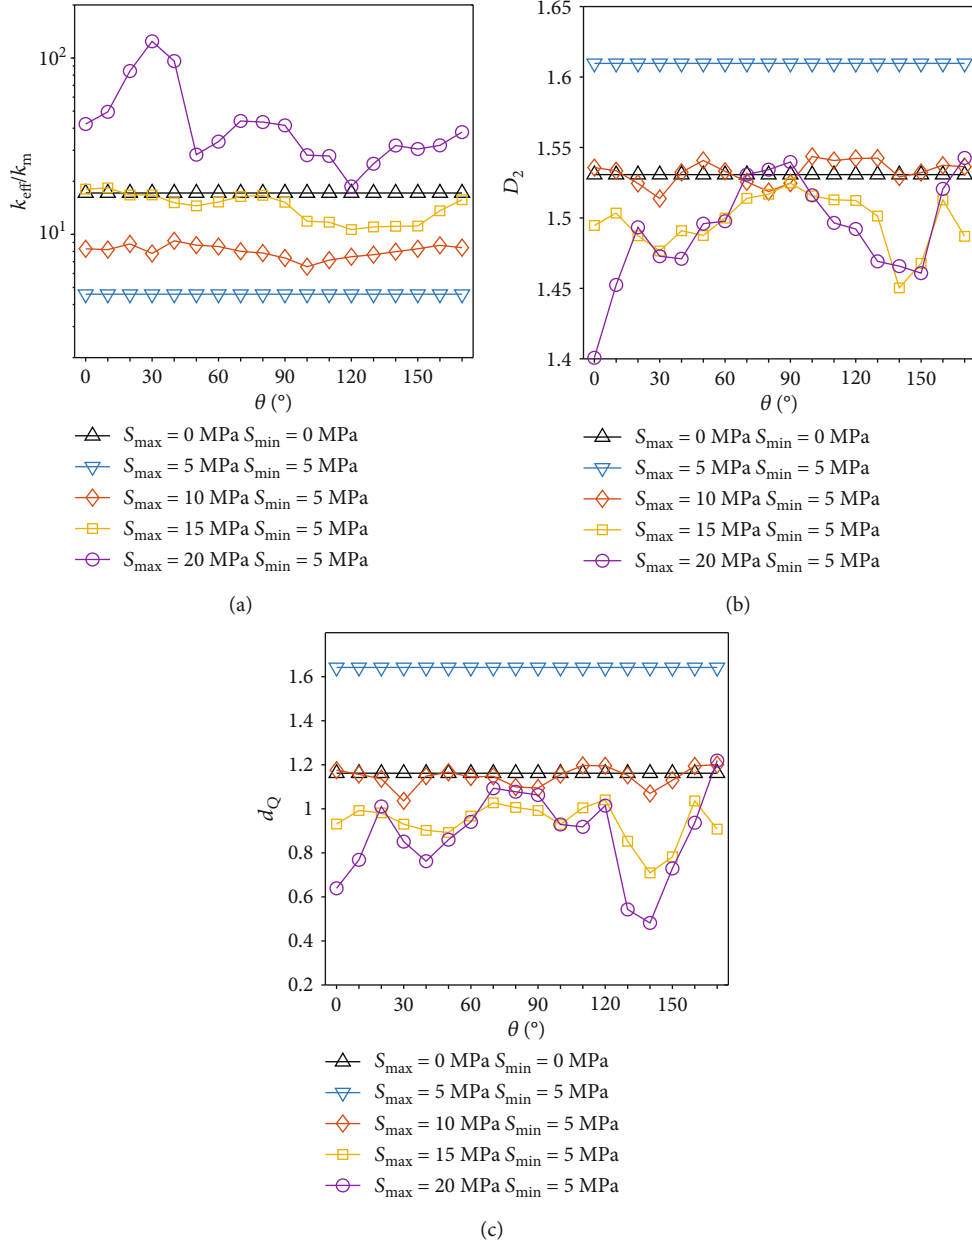 10²
10¹
k_eff/k_m
0 30 60 90 120 150
θ (°)
S_max = 0 MPa S_min = 0 MPa
S_max = 5 MPa S_min = 5 MPa
S_max = 10 MPa S_min = 5 MPa
S_max = 15 MPa S_min = 5 MPa
S_max = 20 MPa S_min = 5 MPa
(a)
1.65
1.6
1.55
1.5
1.45
1.4
D_2
0 30 60 90 120 150
θ (°)
S_max = 0 MPa S_min = 0 MPa
S_max = 5 MPa S_min = 5 MPa
S_max = 10 MPa S_min = 5 MPa
S_max = 15 MPa S_min = 5 MPa
S_max = 20 MPa S_min = 5 MPa
(b)
1.6
1.4
1.2
1
0.8
0.6
0.4
0.2
d_Q
0 30 60 90 120 150
θ (°)
S_max = 0 MPa S_min = 0 MPa
S_max = 5 MPa S_min = 5 MPa
S_max = 10 MPa S_min = 5 MPa
S_max = 15 MPa S_min = 5 MPa
S_max = 20 MPa S_min = 5 MPa
(c)